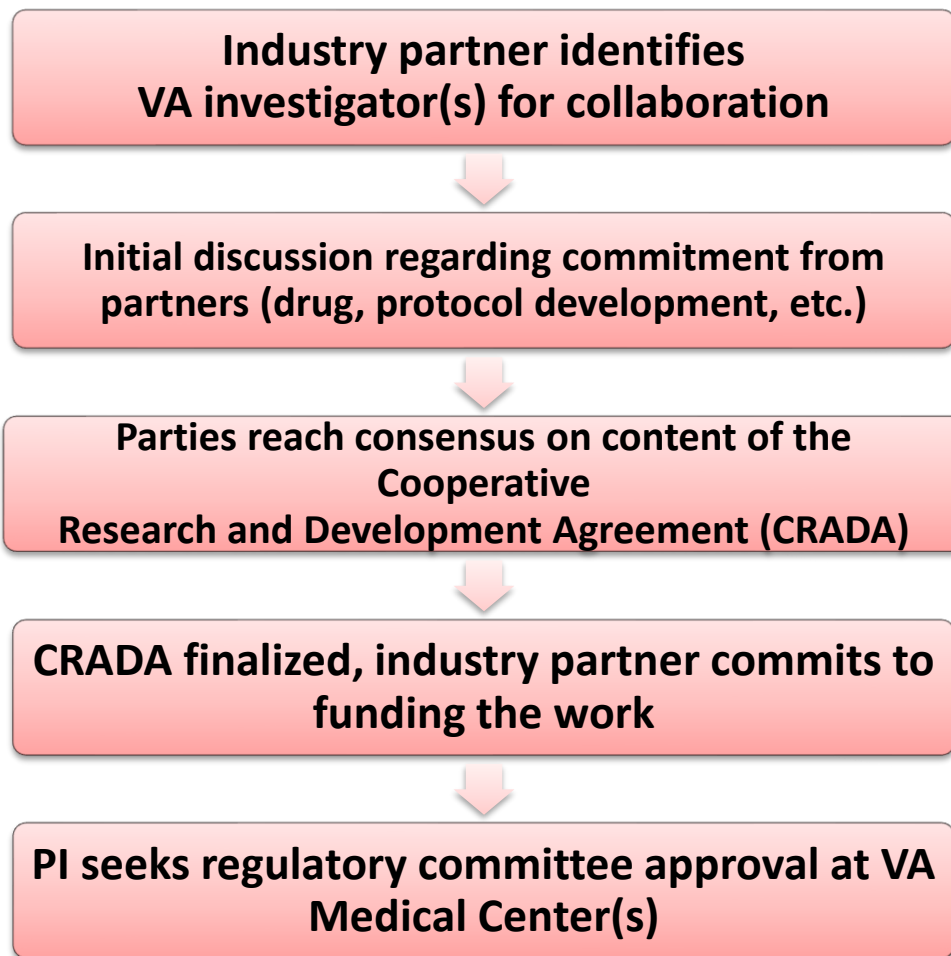 Industry partner identifies
VA investigator(s) for collaboration
Initial discussion regarding commitment from
partners (drug, protocol development, etc.)
Parties reach consensus on content of the
Cooperative
Research and Development Agreement (CRADA)
CRADA finalized, industry partner commits to
funding the work
PI seeks regulatory committee approval at VA
Medical Center(s)